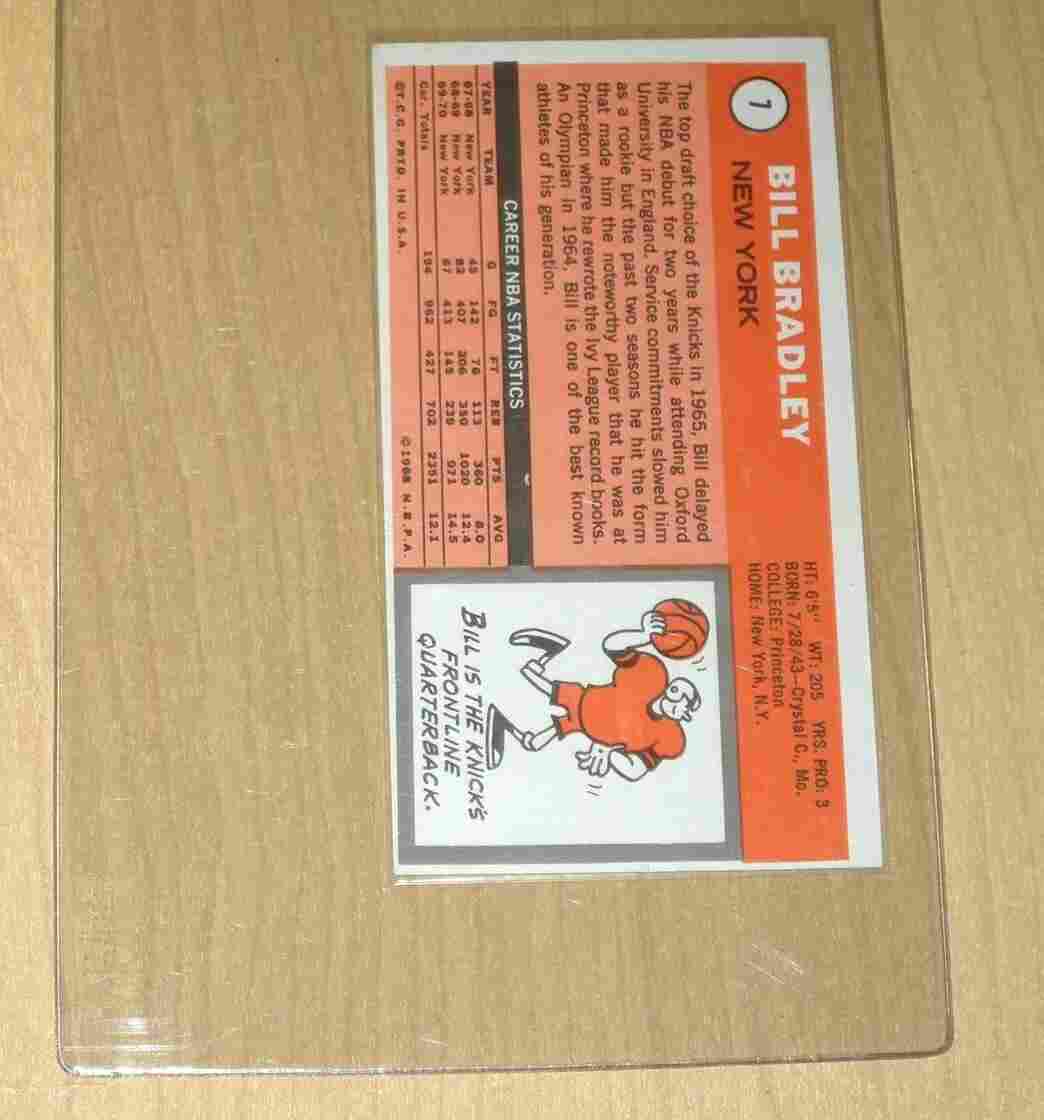 7
BILL BRADLEY
NEW YORK
HT: 6'5" WT: 205 YRS. PRO: 3
BORN: 7/28/43—Crystal C., Mo.
COLLEGE: Princeton
HOME: New York, N.Y.
The top draft choice of the Knicks in 1965, Bill delayed
his NBA debut for two years while attending Oxford
University in England. Service commitments slowed him
as a rookie but the past two seasons he hit the form
that made him the noteworthy player that he was at
Princeton where he rewrote the Ivy League record books.
An Olympian in 1964, Bill is one of the best known
athletes of his generation.
CAREER NBA STATISTICS
YEAR TEAM G FG FT REB PTS AVG
67-68 New York 45 142 76 113 360 8.0
68-69 New York 82 407 206 350 1020 12.4
69-70 New York 67 413 145 239 971 14.5
Car. Totals 194 962 427 702 2351 12.1
©T.C.G. PRTD. IN U.S.A. ©1968 N.B.P.A.
BILL IS THE KNICK'S
FRONTLINE
QUARTERBACK.